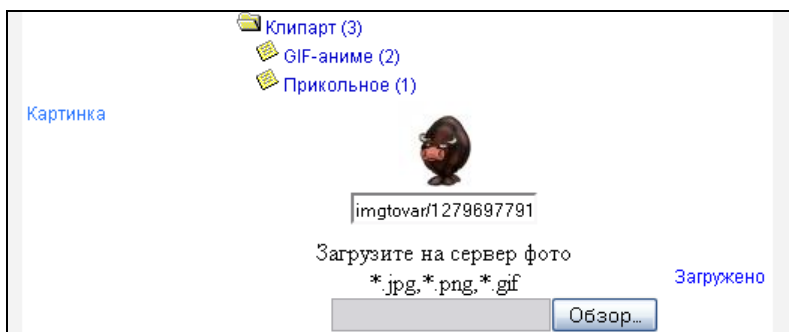 Клипарт (3)
GIF-аниме (2)
Прикольное (1)
Картинка
imgtovar/1279697791
Загрузите на сервер фото
*.jpg,*.png,*.gif
Загружено
Обзор...